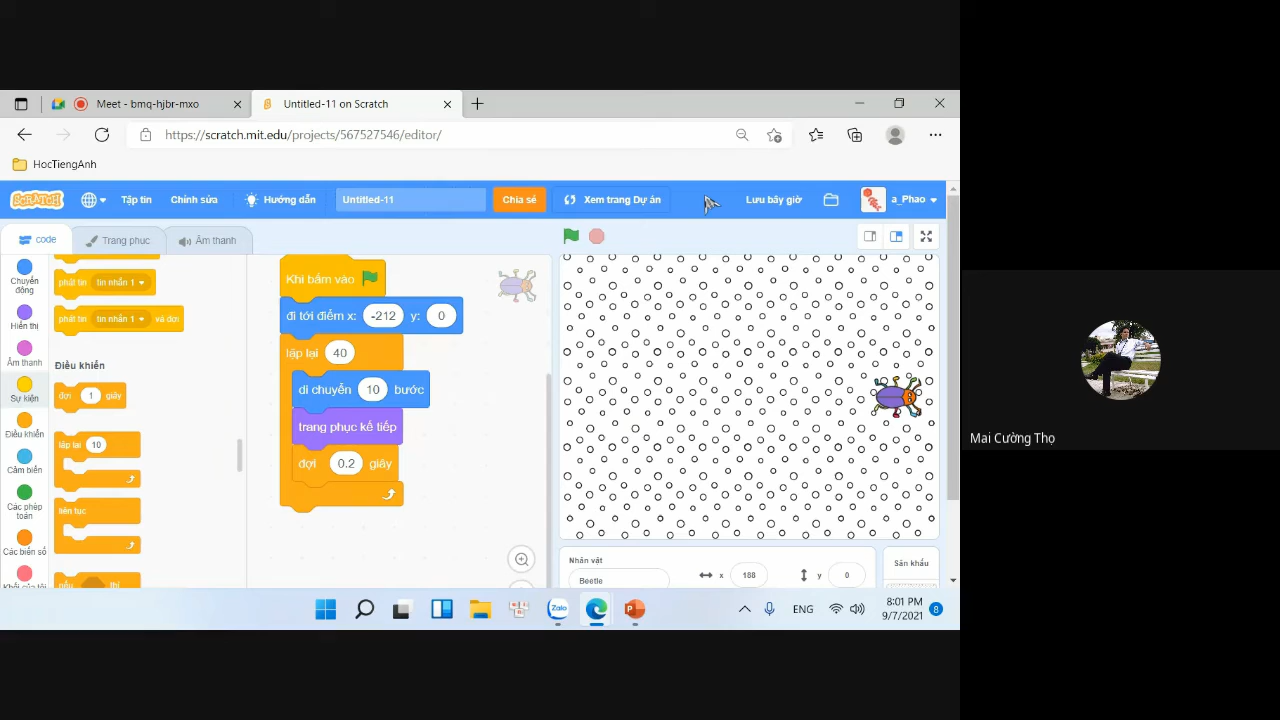 Meet - bmq-hjbr-mxo
Untitled-11 on Scratch
https://scratch.mit.edu/projects/567527546/editor/
HocTiengAnh
SCRATCH
Tập tin
Chỉnh sửa
Hướng dẫn
Untitled-11
Chia sẻ
Xem trang Dự án
Lưu bây giờ
a_Phao
code
Trang phục
Âm thanh
Chuyển động
Hiển thị
Âm thanh
Sự kiện
Điều khiển
Cảm biến
Các phép toán
Các biến số
Khối của tôi
phát tin tin nhắn 1
phát tin tin nhắn 1 và đợi
Điều khiển
đợi 1 giây
lặp lại 10
liên tục
nếu thì
Khi bấm vào
đi tới điểm x: -212 y: 0
lặp lại 40
di chuyển 10 bước
trang phục kế tiếp
đợi 0.2 giây
Nhân vật
Beetle
x 188
y 0
Sân khấu
Zalo
ENG
8:01 PM
9/7/2021
8
Mai Cường Thọ